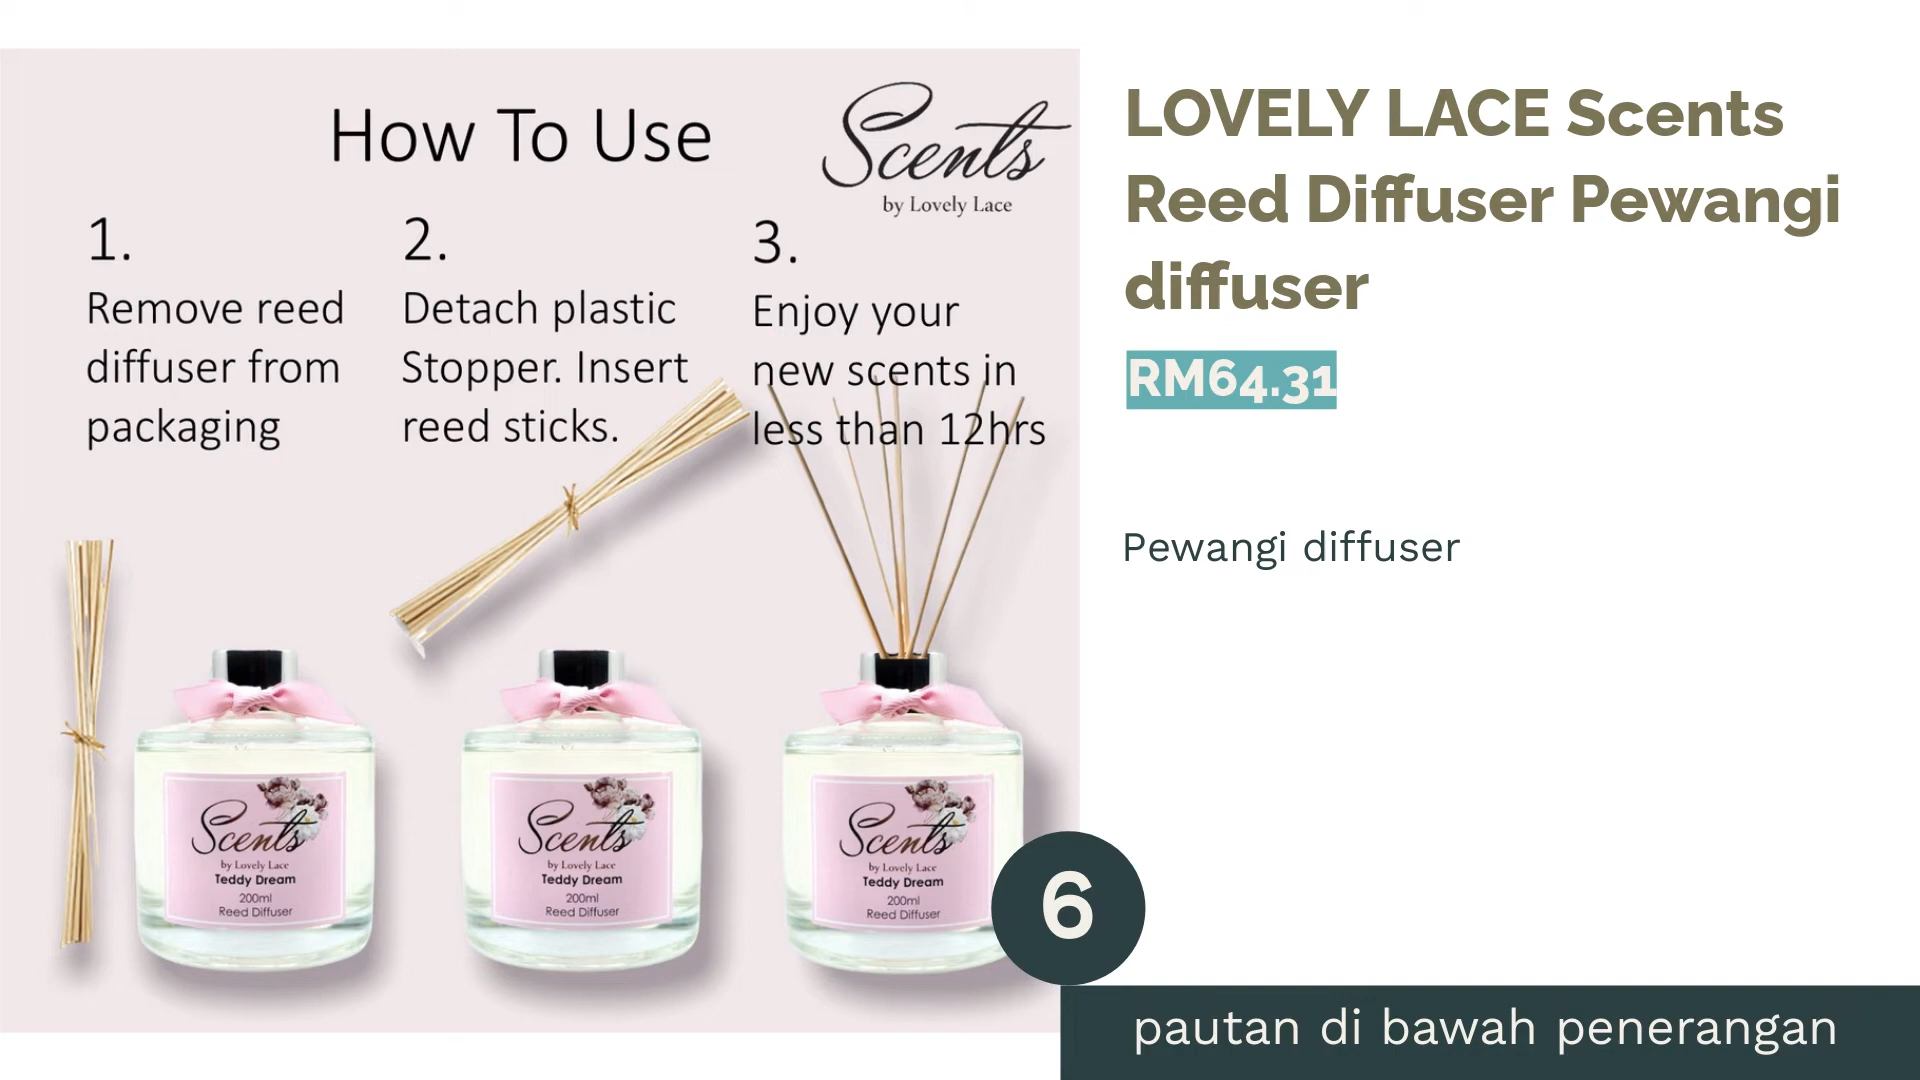 How To Use
Scents
by Lovely Lace
1.
Remove reed
diffuser from
packaging
2.
Detach plastic
Stopper. Insert
reed sticks.
3.
Enjoy your
new scents in
less than 12hrs
Scents
by Lovely Lace
Teddy Dream
200ml
Reed Diffuser
Scents
by Lovely Lace
Teddy Dream
200ml
Reed Diffuser
Scents
by Lovely Lace
Teddy Dream
200ml
Reed Diffuser
LOVELY LACE Scents
Reed Diffuser Pewangi
diffuser
RM64.31
Pewangi diffuser
6
pautan di bawah penerangan